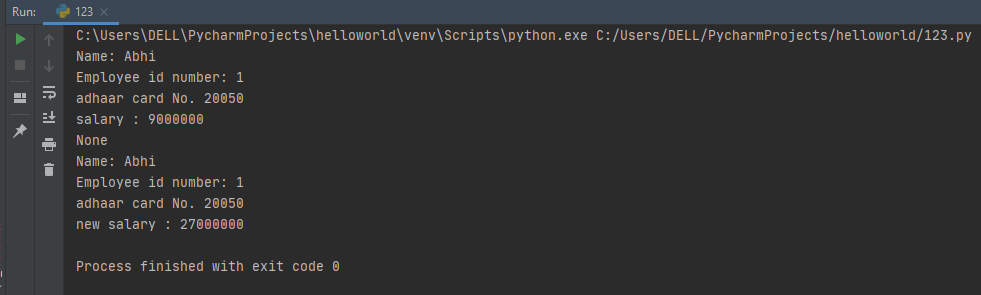 Run: 123
C:\Users\DELL\PycharmProjects\helloworld\venv\Scripts\python.exe C:/Users/DELL/PycharmProjects/helloworld/123.py
Name: Abhi
Employee id number: 1
adhaar card No. 20050
salary : 9000000
None
Name: Abhi
Employee id number: 1
adhaar card No. 20050
new salary : 27000000
Process finished with exit code 0